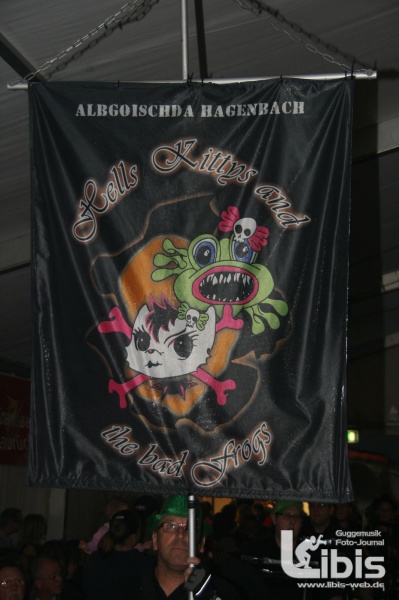 ALBGOISCHDA HAGENBACH
Hells Kittys and
the bad Frogs
Guggemusik
Foto-Journal
Libis
www.libis-web.de